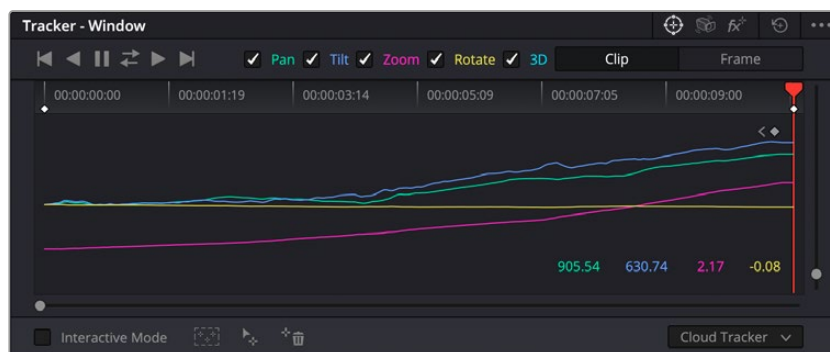 Tracker - Window
Pan Tilt Zoom Rotate 3D Clip Frame
00:00:00:00 00:00:01:19 00:00:03:14 00:00:05:09 00:00:07:05 00:00:09:00
905.54 630.74 2.17 -0.08
Interactive Mode Cloud Tracker